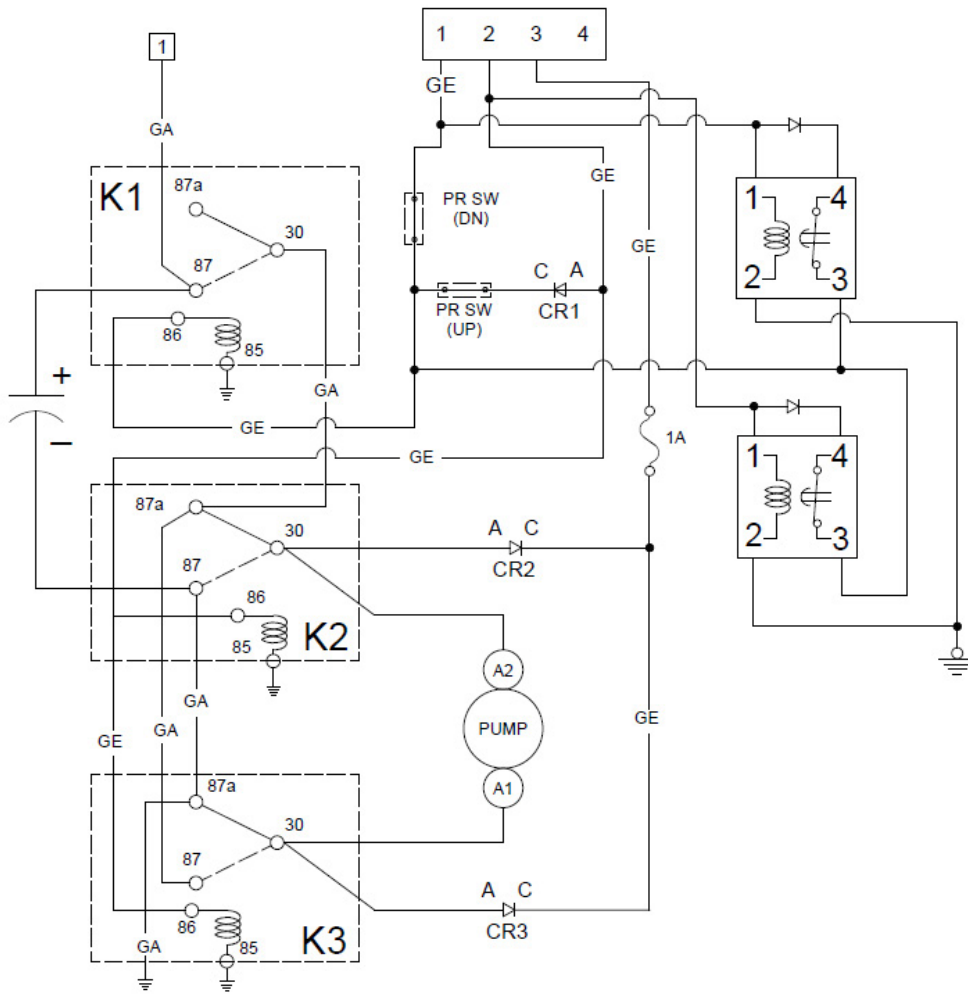 1 2 3 4
1
GE
GA
K1
87a
30
87
86
85
PR SW
(DN)
GE
GE
C A
CR1
PR SW
(UP)
1 4
2 3
+
–
GA
GE
GE
1A
K2
87a
30
87
86
85
A C
CR2
1 4
2 3
A2
PUMP
A1
GA
GA
GE
GE
K3
87a
30
87
86
85
GA
A C
CR3